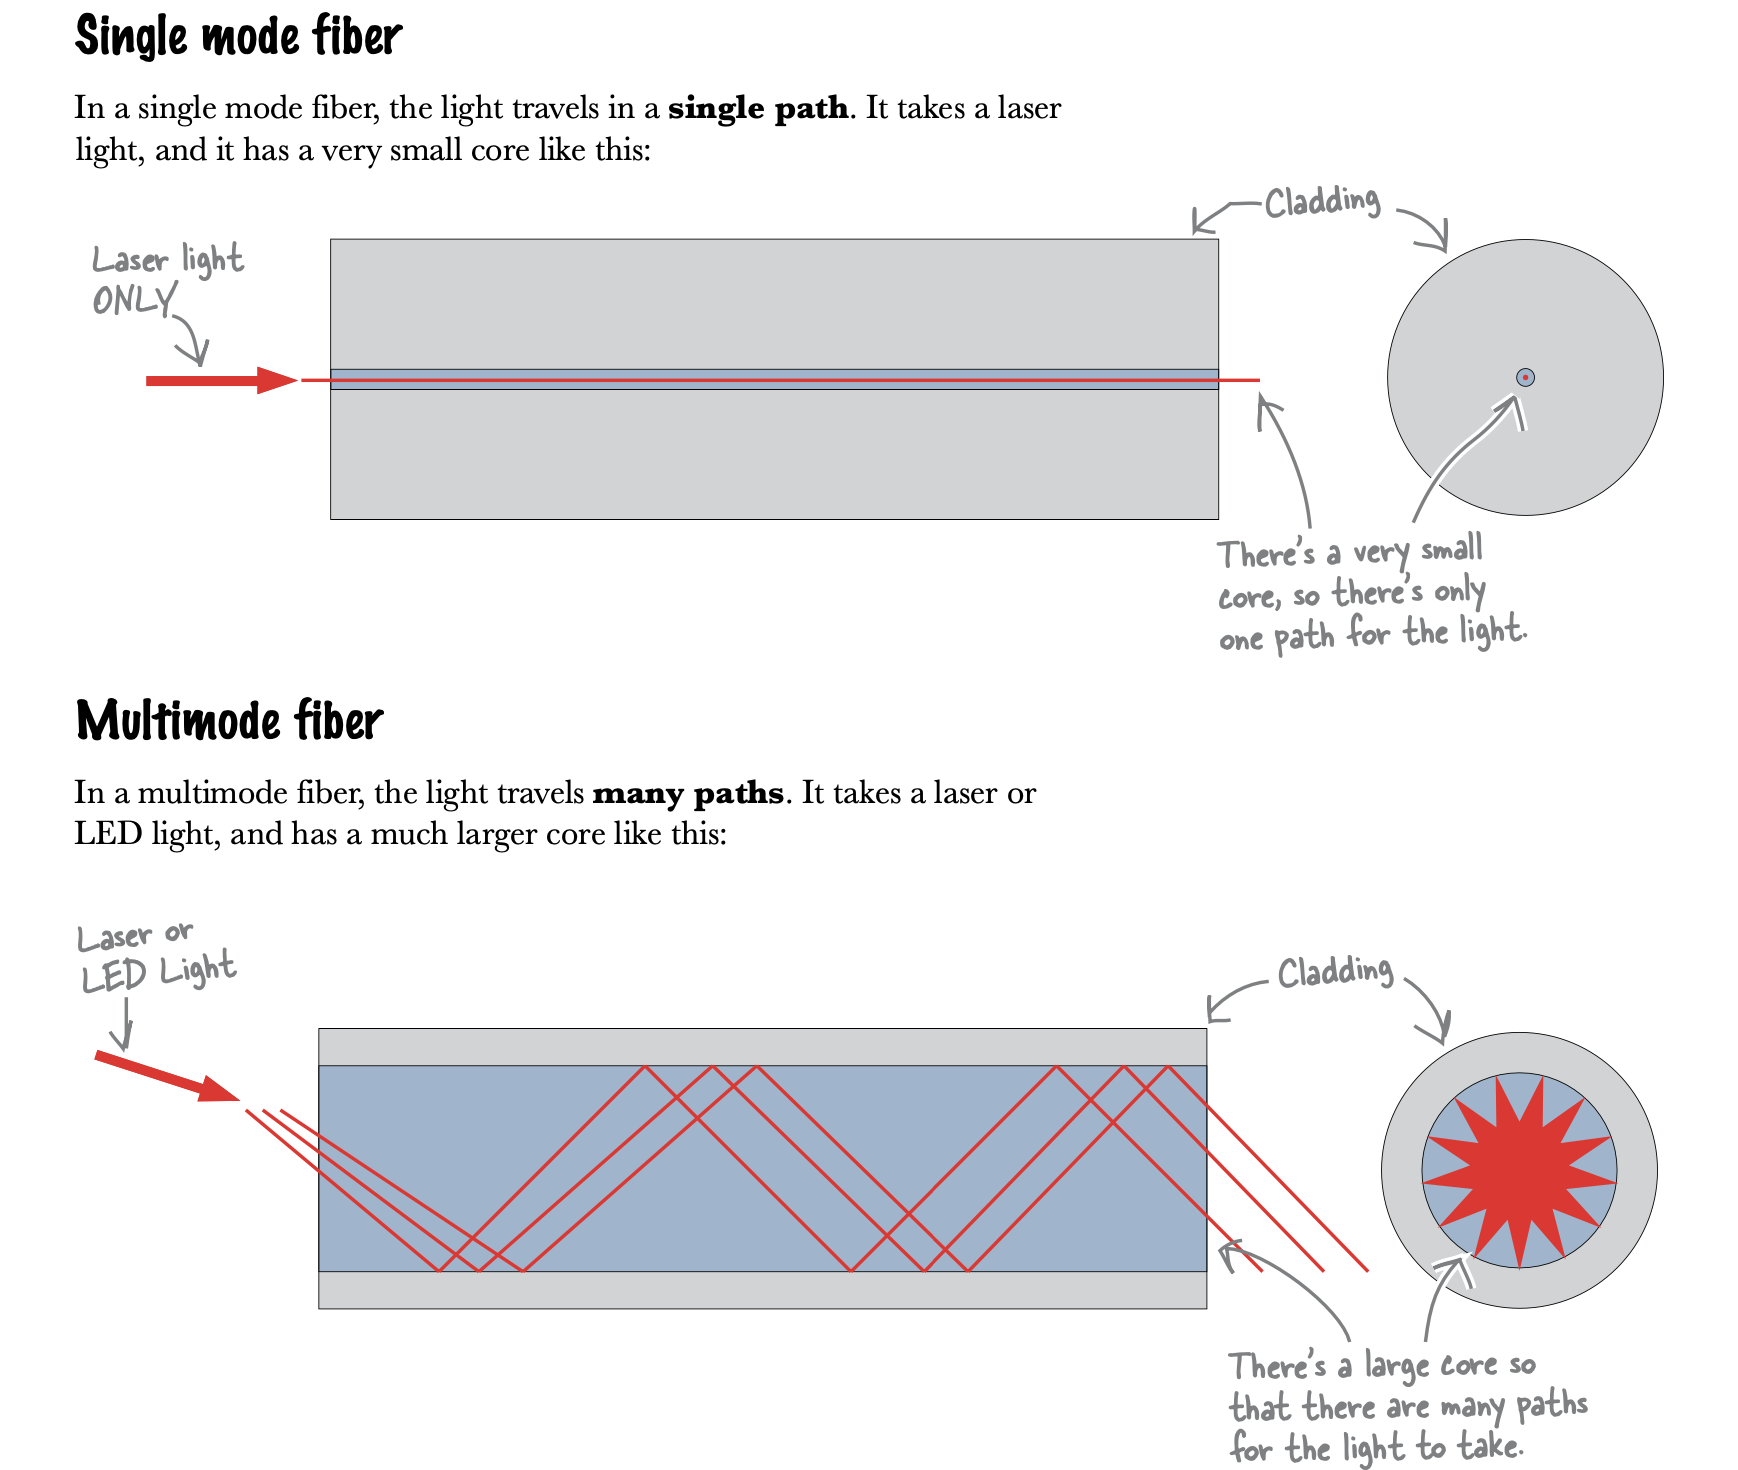 Single mode fiber
In a single mode fiber, the light travels in a single path. It takes a laser
light, and it has a very small core like this:
Cladding
Laser light
ONLY
There's a very small
core, so there's only
one path for the light.
Multimode fiber
In a multimode fiber, the light travels many paths. It takes a laser or
LED light, and has a much larger core like this:
Laser or
LED Light
Cladding
There's a large core so
that there are many paths
for the light to take.